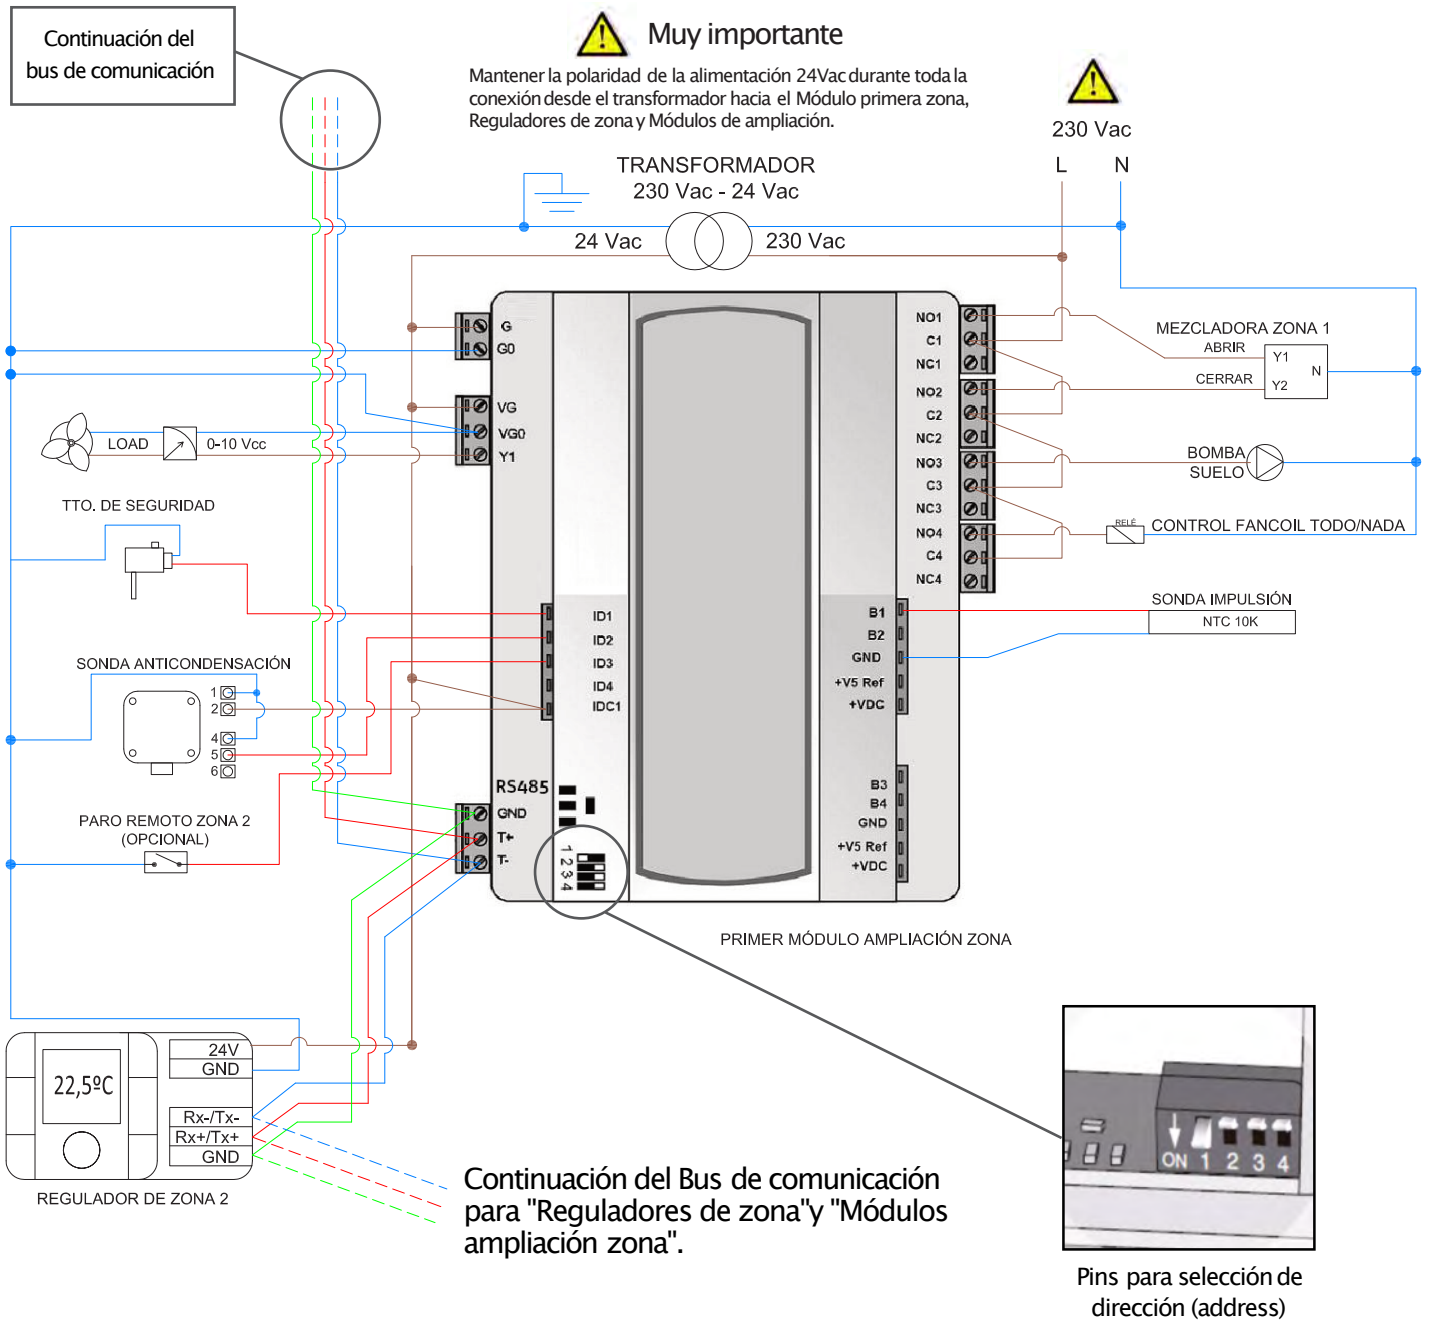 Continuación del
bus de comunicación
Muy importante
Mantener la polaridad de la alimentación 24Vac durante toda la
conexión desde el transformador hacia el Módulo primera zona,
Reguladores de zona y Módulos de ampliación.
230 Vac
L N
TRANSFORMADOR
230 Vac - 24 Vac
24 Vac
230 Vac
G
G0
VG
VG0
Y1
LOAD
0-10 Vcc
TTO. DE SEGURIDAD
ID1
ID2
ID3
ID4
IDC1
SONDA ANTICONDENSACIÓN
1
2
4
5
6
PARO REMOTO ZONA 2
(OPCIONAL)
RS485
GND
T+
T-
1
2
3
4
NO1
C1
NC1
NO2
C2
NC2
NO3
C3
NC3
NO4
C4
NC4
MEZCLADORA ZONA 1
ABRIR
CERRAR
Y1
N
Y2
BOMBA
SUELO
RELÉ
CONTROL FANCOIL TODO/NADA
SONDA IMPULSIÓN
NTC 10K
B1
B2
GND
+V5 Ref
+VDC
B3
B4
GND
+V5 Ref
+VDC
PRIMER MÓDULO AMPLIACIÓN ZONA
22,5ºC
24V
GND
Rx-/Tx-
Rx+/Tx+
GND
REGULADOR DE ZONA 2
Continuación del Bus de comunicación
para "Reguladores de zona"y "Módulos
ampliación zona".
ON 1 2 3 4
Pins para selección de
dirección (address)